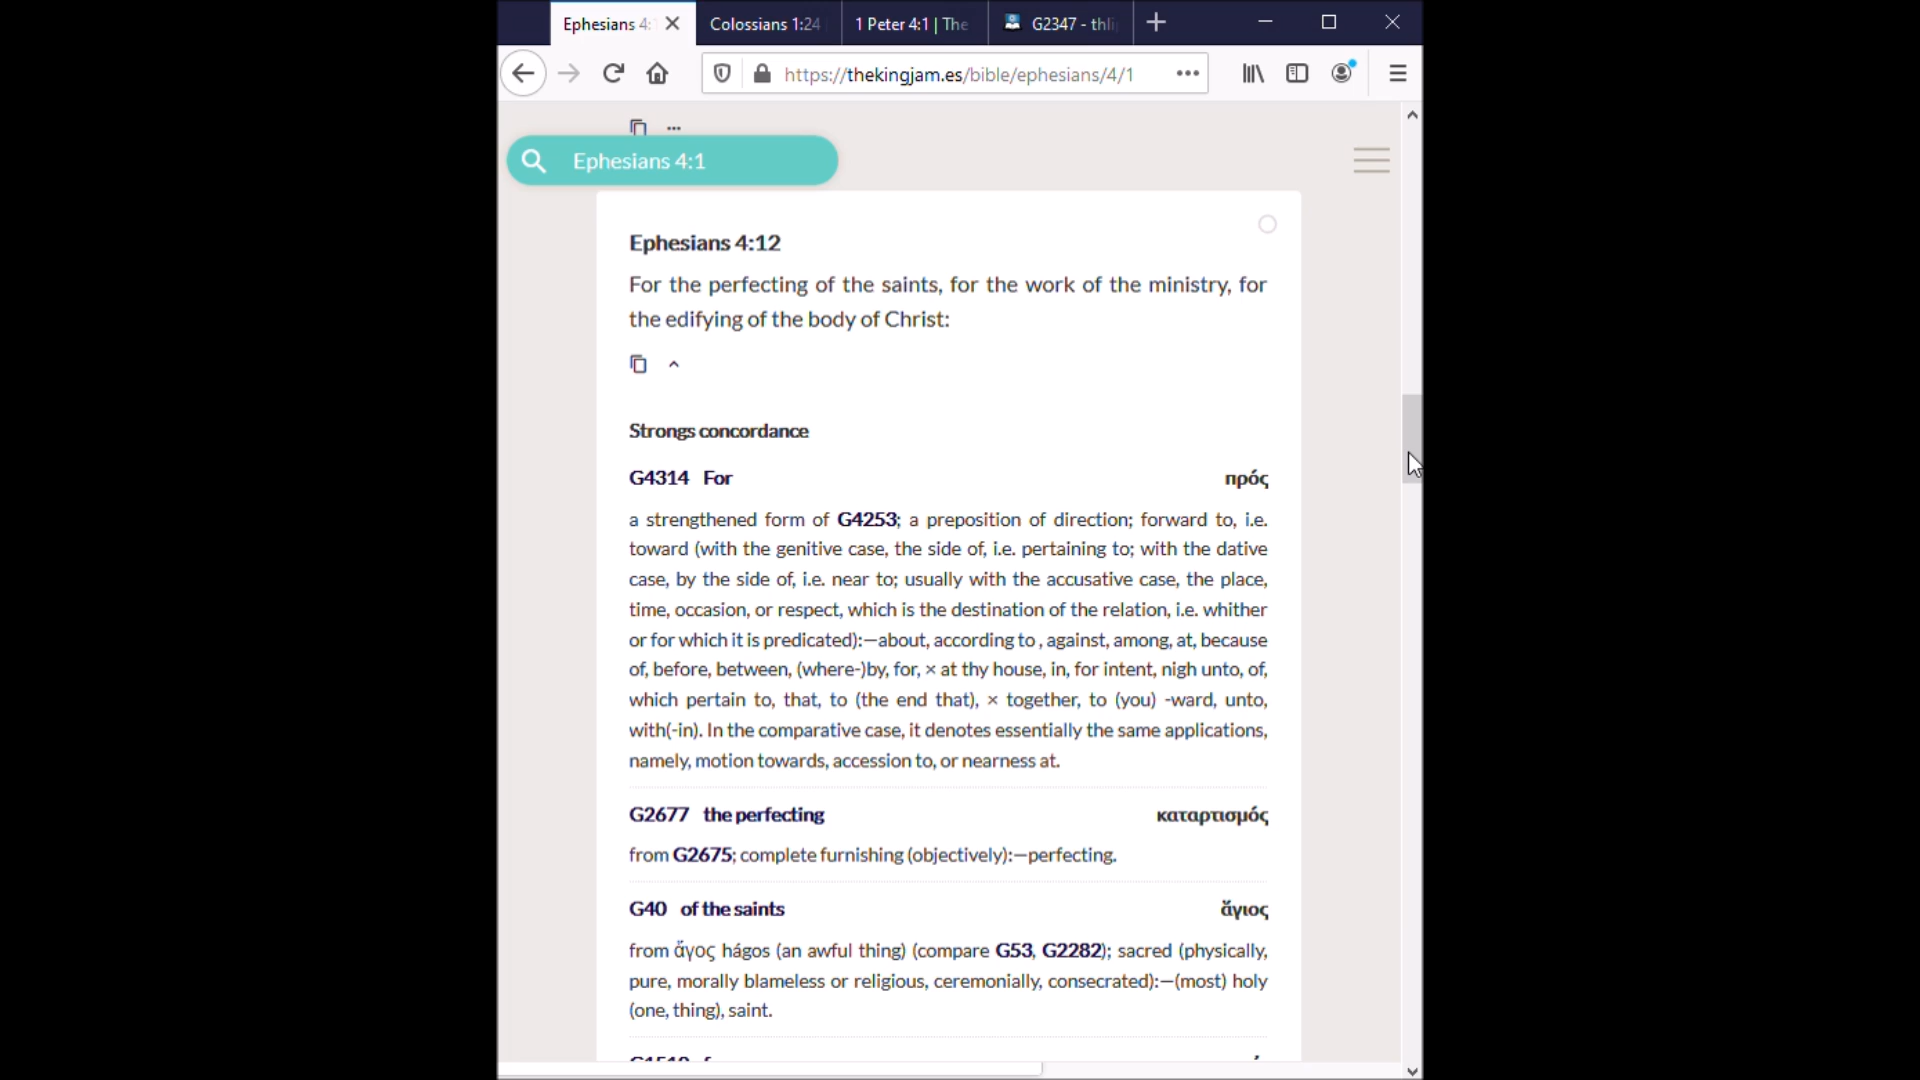 Ephesians 4:
Colossians 1:24
1 Peter 4:1 | The
G2347 - thli
https://thekingjam.es/bible/ephesians/4/1
Ephesians 4:1
Ephesians 4:12
For the perfecting of the saints, for the work of the ministry, for
the edifying of the body of Christ:
Strongs concordance
G4314 For πρός
a strengthened form of G4253; a preposition of direction; forward to, i.e.
toward (with the genitive case, the side of, i.e. pertaining to; with the dative
case, by the side of, i.e. near to; usually with the accusative case, the place,
time, occasion, or respect, which is the destination of the relation, i.e. whither
or for which it is predicated):—about, according to , against, among, at, because
of, before, between, (where-)by, for, × at thy house, in, for intent, nigh unto, of,
which pertain to, that, to (the end that), × together, to (you) -ward, unto,
with(-in). In the comparative case, it denotes essentially the same applications,
namely, motion towards, accession to, or nearness at.
G2677 the perfecting καταρτισμός
from G2675; complete furnishing (objectively):—perfecting.
G40 of the saints ἅγιος
from ἅγος hágos (an awful thing) (compare G53, G2282); sacred (physically,
pure, morally blameless or religious, ceremonially, consecrated):—(most) holy
(one, thing), saint.